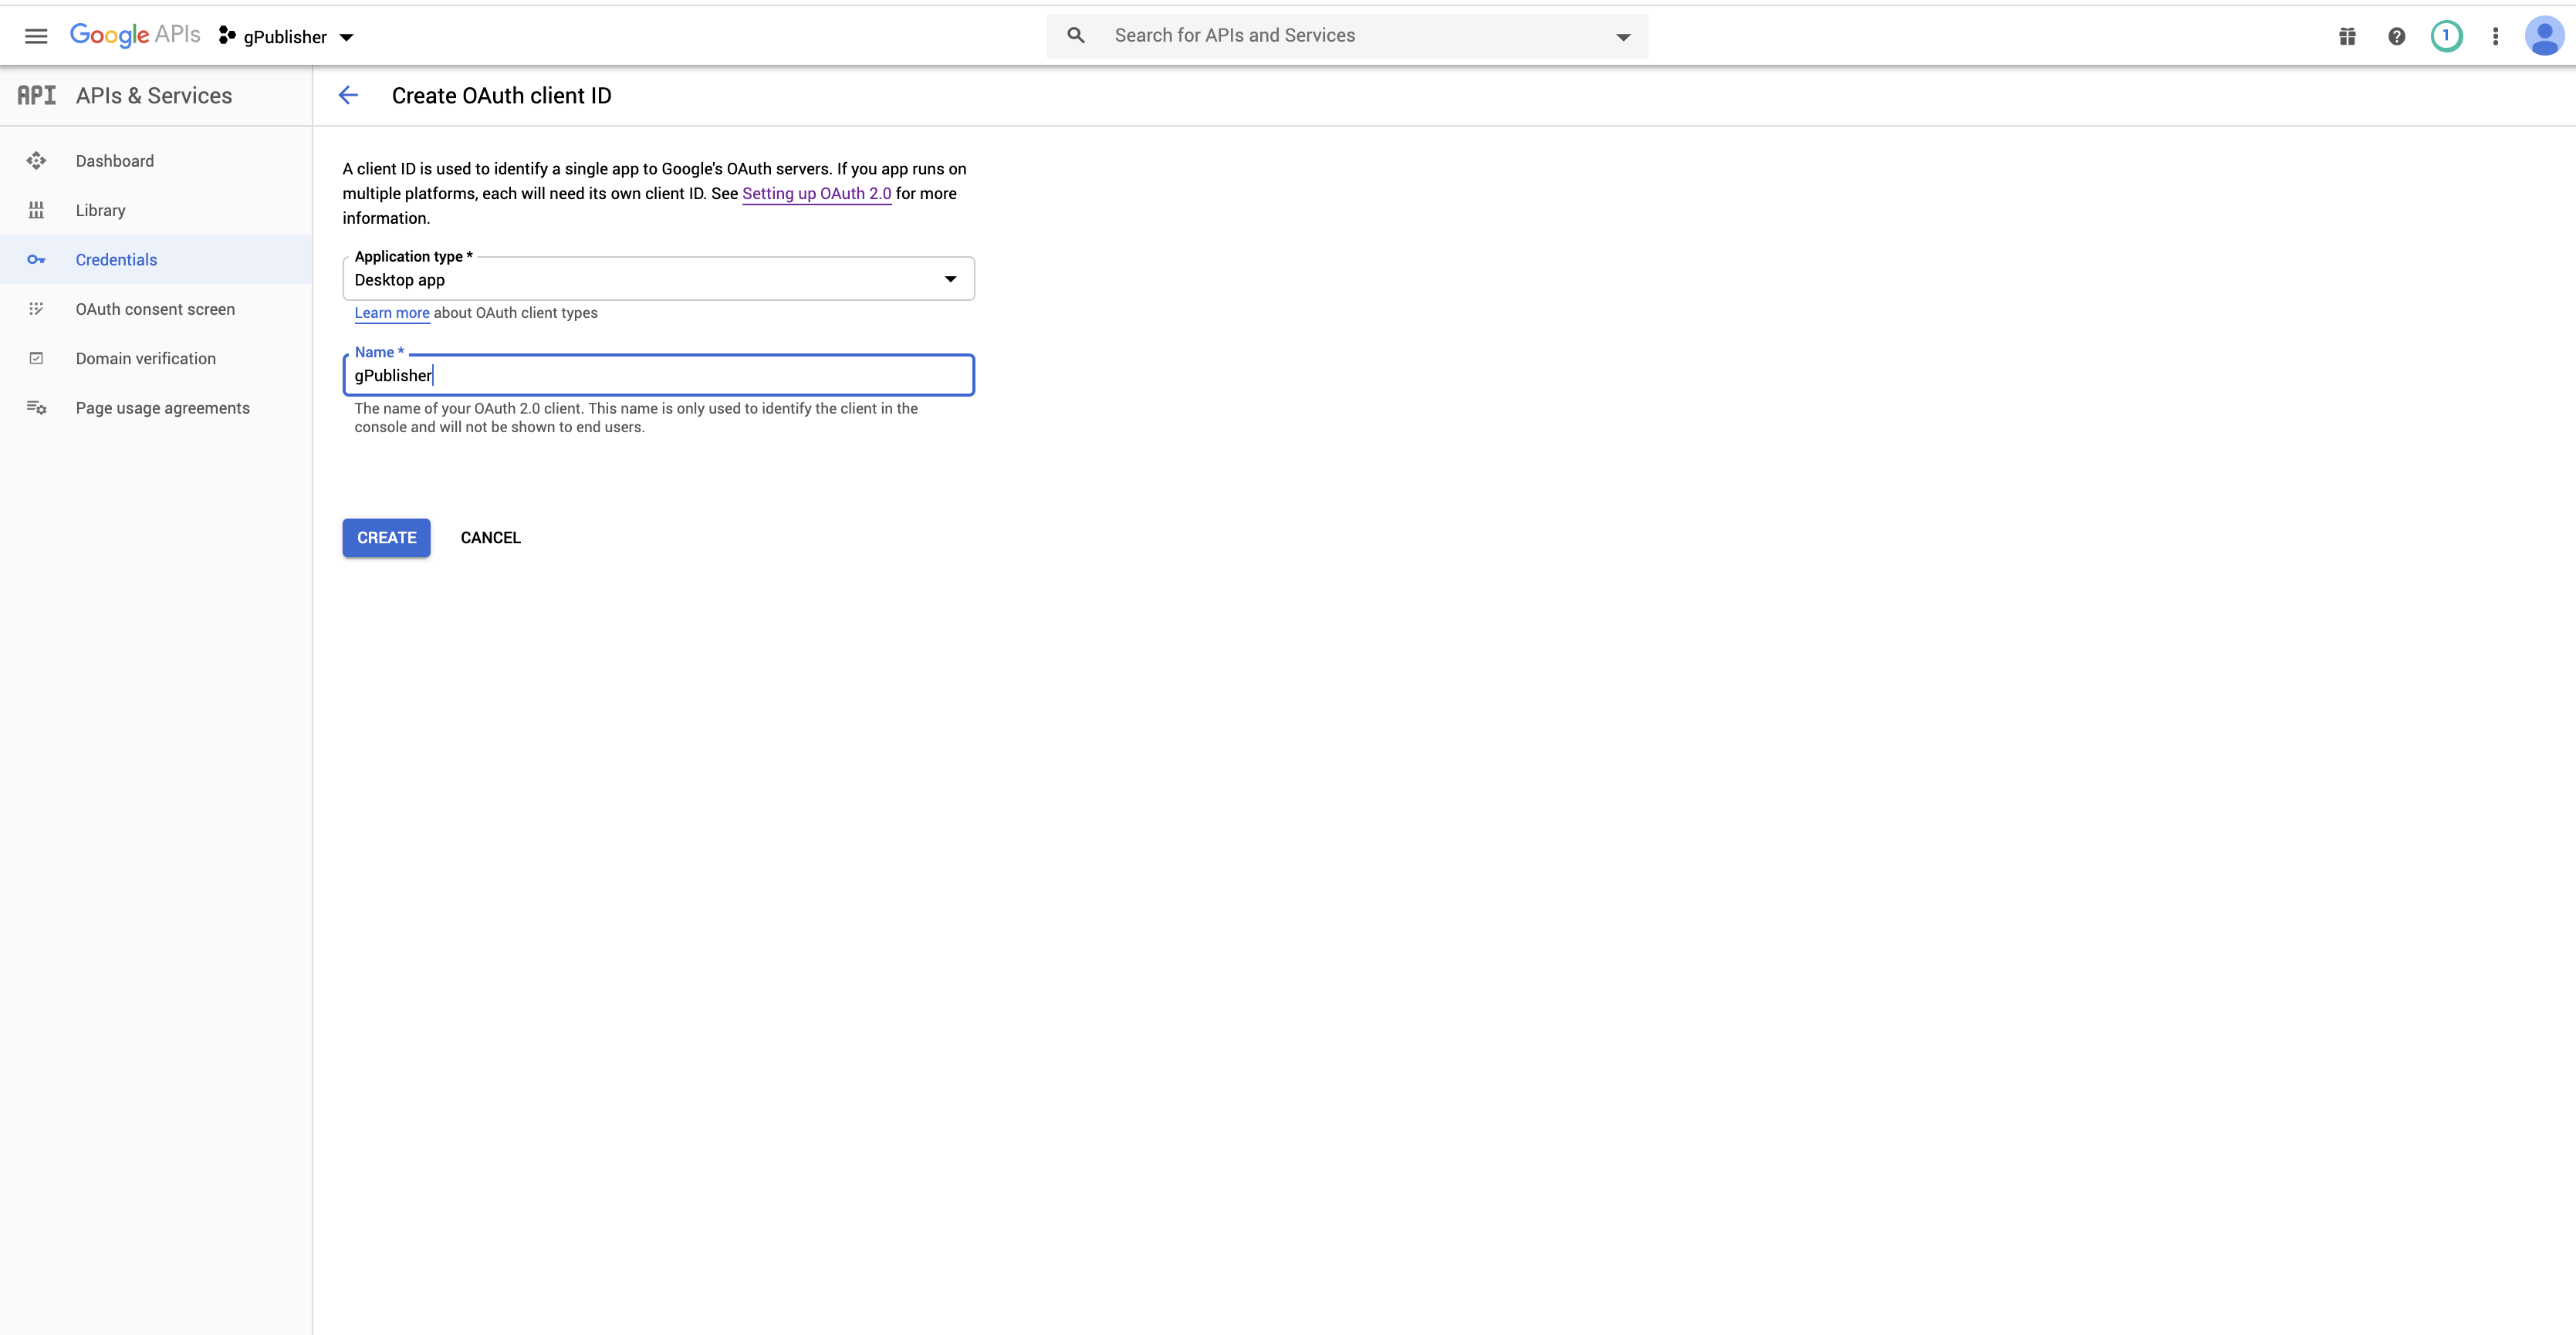 Google APIs
gPublisher
Search for APIs and Services
1
API APIs & Services
Create OAuth client ID
Dashboard
Library
Credentials
OAuth consent screen
Domain verification
Page usage agreements
A client ID is used to identify a single app to Google's OAuth servers. If you app runs on
multiple platforms, each will need its own client ID. See Setting up OAuth 2.0 for more
information.
Application type *
Desktop app
Learn more about OAuth client types
Name *
gPublisher
The name of your OAuth 2.0 client. This name is only used to identify the client in the
console and will not be shown to end users.
CREATE CANCEL